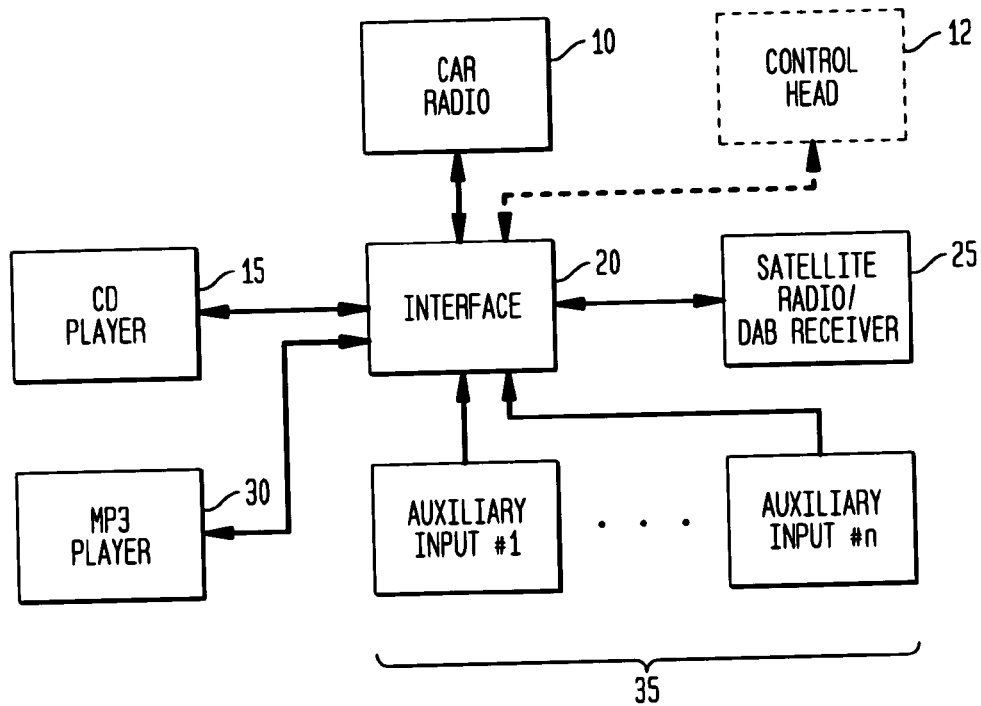 CAR
RADIO
10
CONTROL
HEAD
12
CD
PLAYER
15
INTERFACE
20
SATELLITE
RADIO/
DAB RECEIVER
25
MP3
PLAYER
30
AUXILIARY
INPUT #1
. . .
AUXILIARY
INPUT #n
35